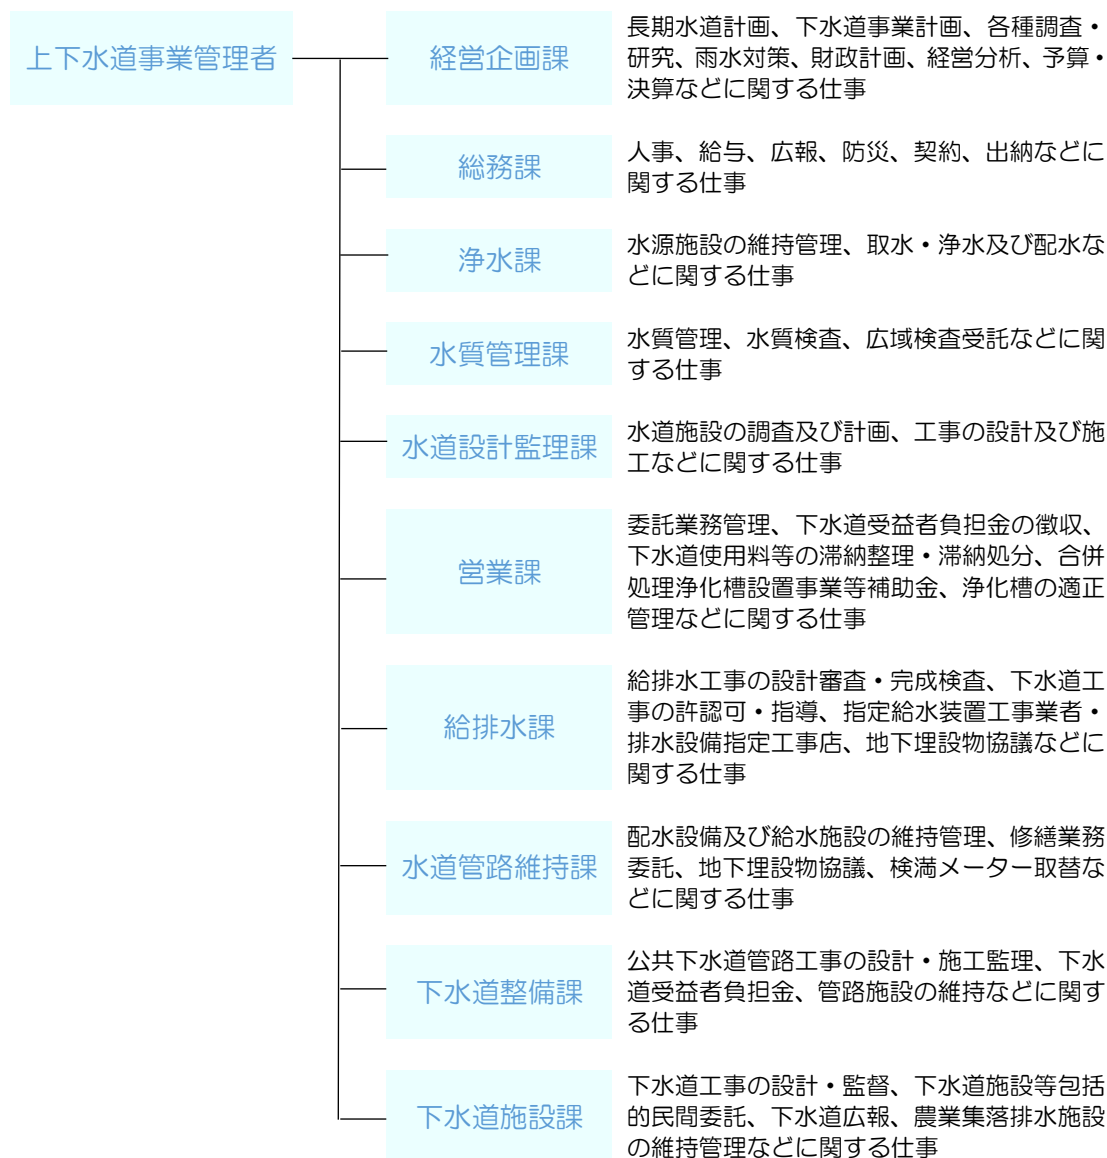 上下水道事業管理者
経営企画課
長期水道計画、下水道事業計画、各種調査・
研究、雨水対策、財政計画、経営分析、予算・
決算などに関する仕事
総務課
人事、給与、広報、防災、契約、出納などに
関する仕事
浄水課
水源施設の維持管理、取水・浄水及び配水な
どに関する仕事
水質管理課
水質管理、水質検査、広域検査受託などに関
する仕事
水道設計監理課
水道施設の調査及び計画、工事の設計及び施
工などに関する仕事
営業課
委託業務管理、下水道受益者負担金の徴収、
下水道使用料等の滞納整理・滞納処分、合併
処理浄化槽設置事業等補助金、浄化槽の適正
管理などに関する仕事
給排水課
給排水工事の設計審査・完成検査、下水道工
事の許認可・指導、指定給水装置工事業者・
排水設備指定工事店、地下埋設物協議などに
関する仕事
水道管路維持課
配水設備及び給水施設の維持管理、修繕業務
委託、地下埋設物協議、検満メーター取替な
どに関する仕事
下水道整備課
公共下水道管路工事の設計・施工監理、下水
道受益者負担金、管路施設の維持などに関す
る仕事
下水道施設課
下水道工事の設計・監督、下水道施設等包括
的民間委託、下水道広報、農業集落排水施設
の維持管理などに関する仕事